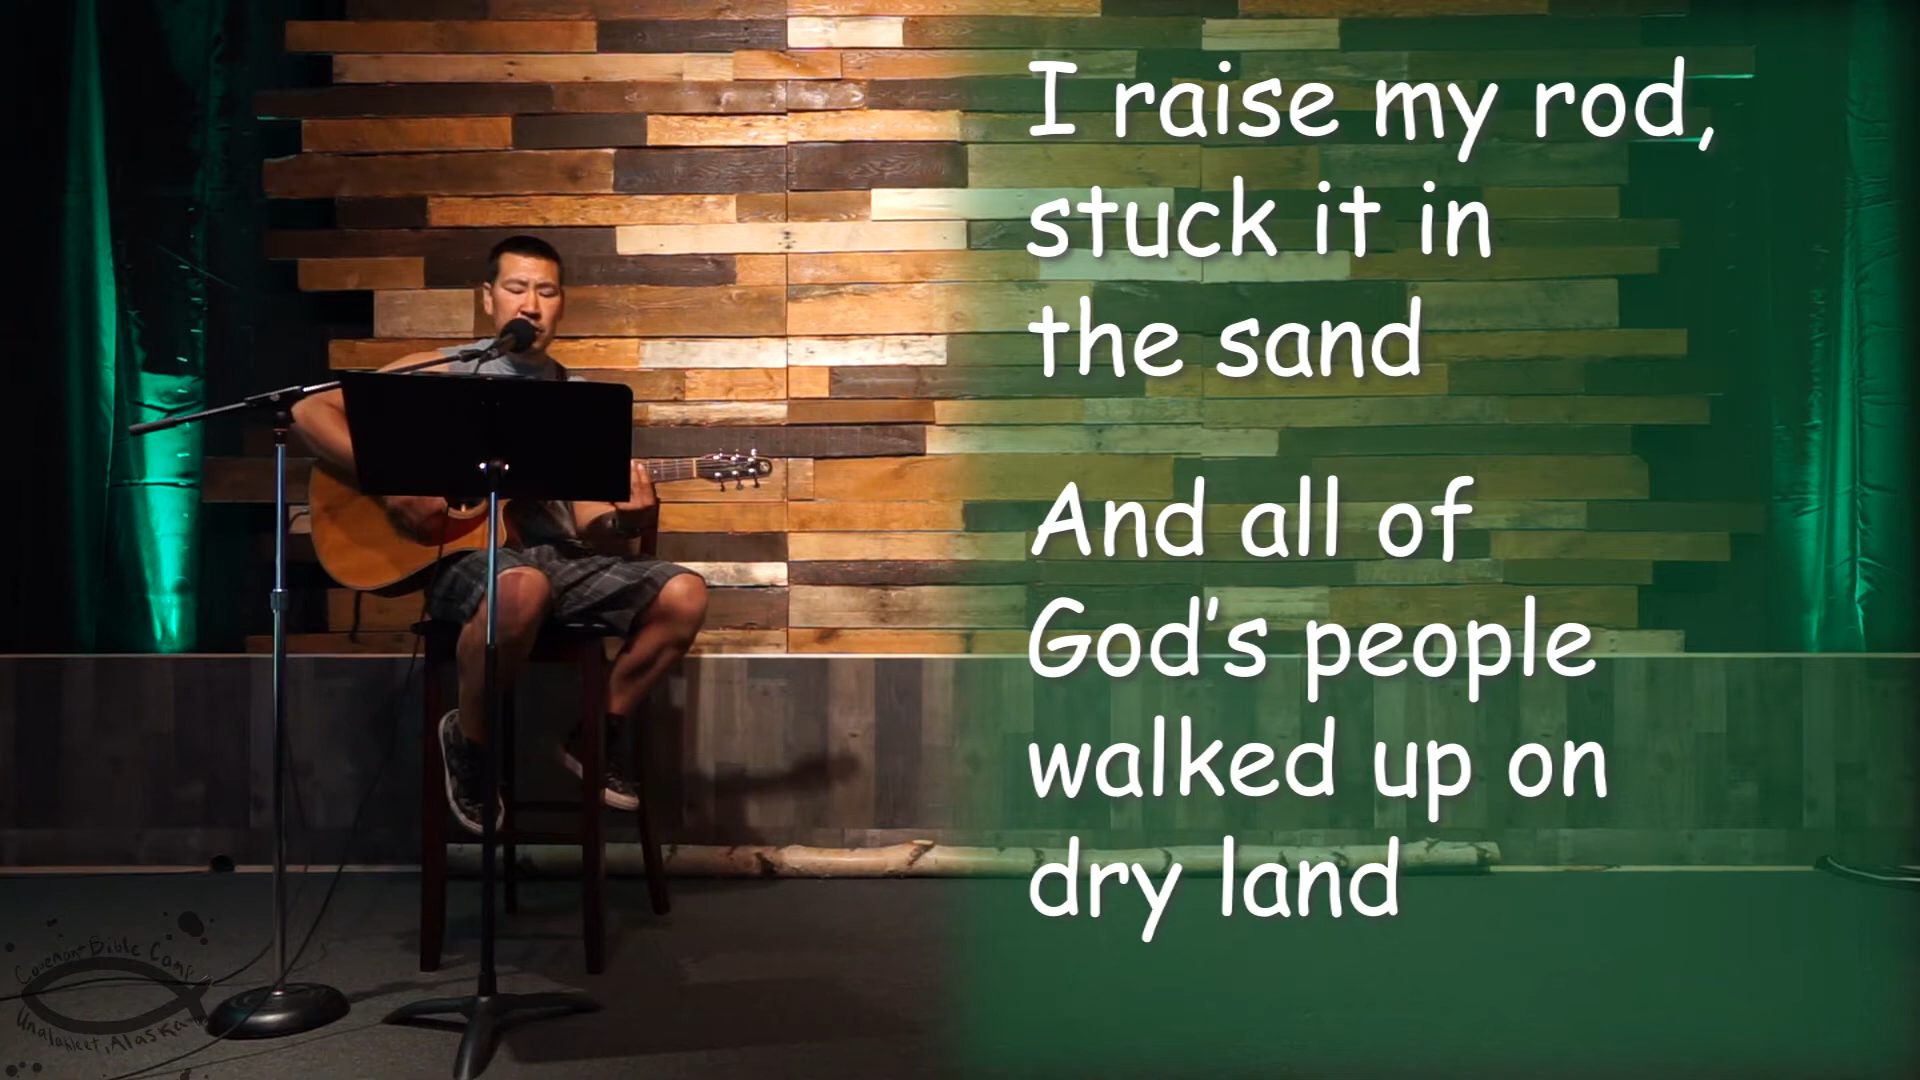 I raise my rod,
stuck it in
the sand
And all of
God's people
walked up on
dry land
Covenant Bible Camp
Unalakleet, Alaska